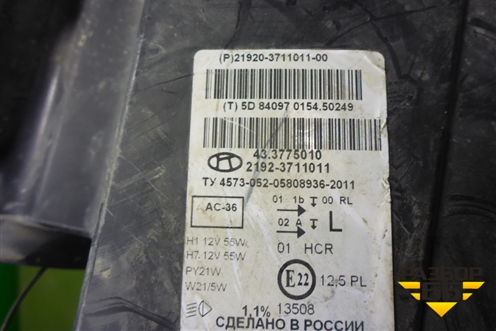 (P)21920-3711011-00
(T) 5D 84097 0154.50249
43.3775010
2192-3711011
ТУ 4573-052-05808936-2011
AC-36
01 1b 00 RL
02 A
L
H1 12V 55W
H7 12V 55W
PY21W
W21/5W
01 HCR
E22
12,5 PL
1,1% 13508
СДЕЛАНО В РОССИИ
РАЗБОР